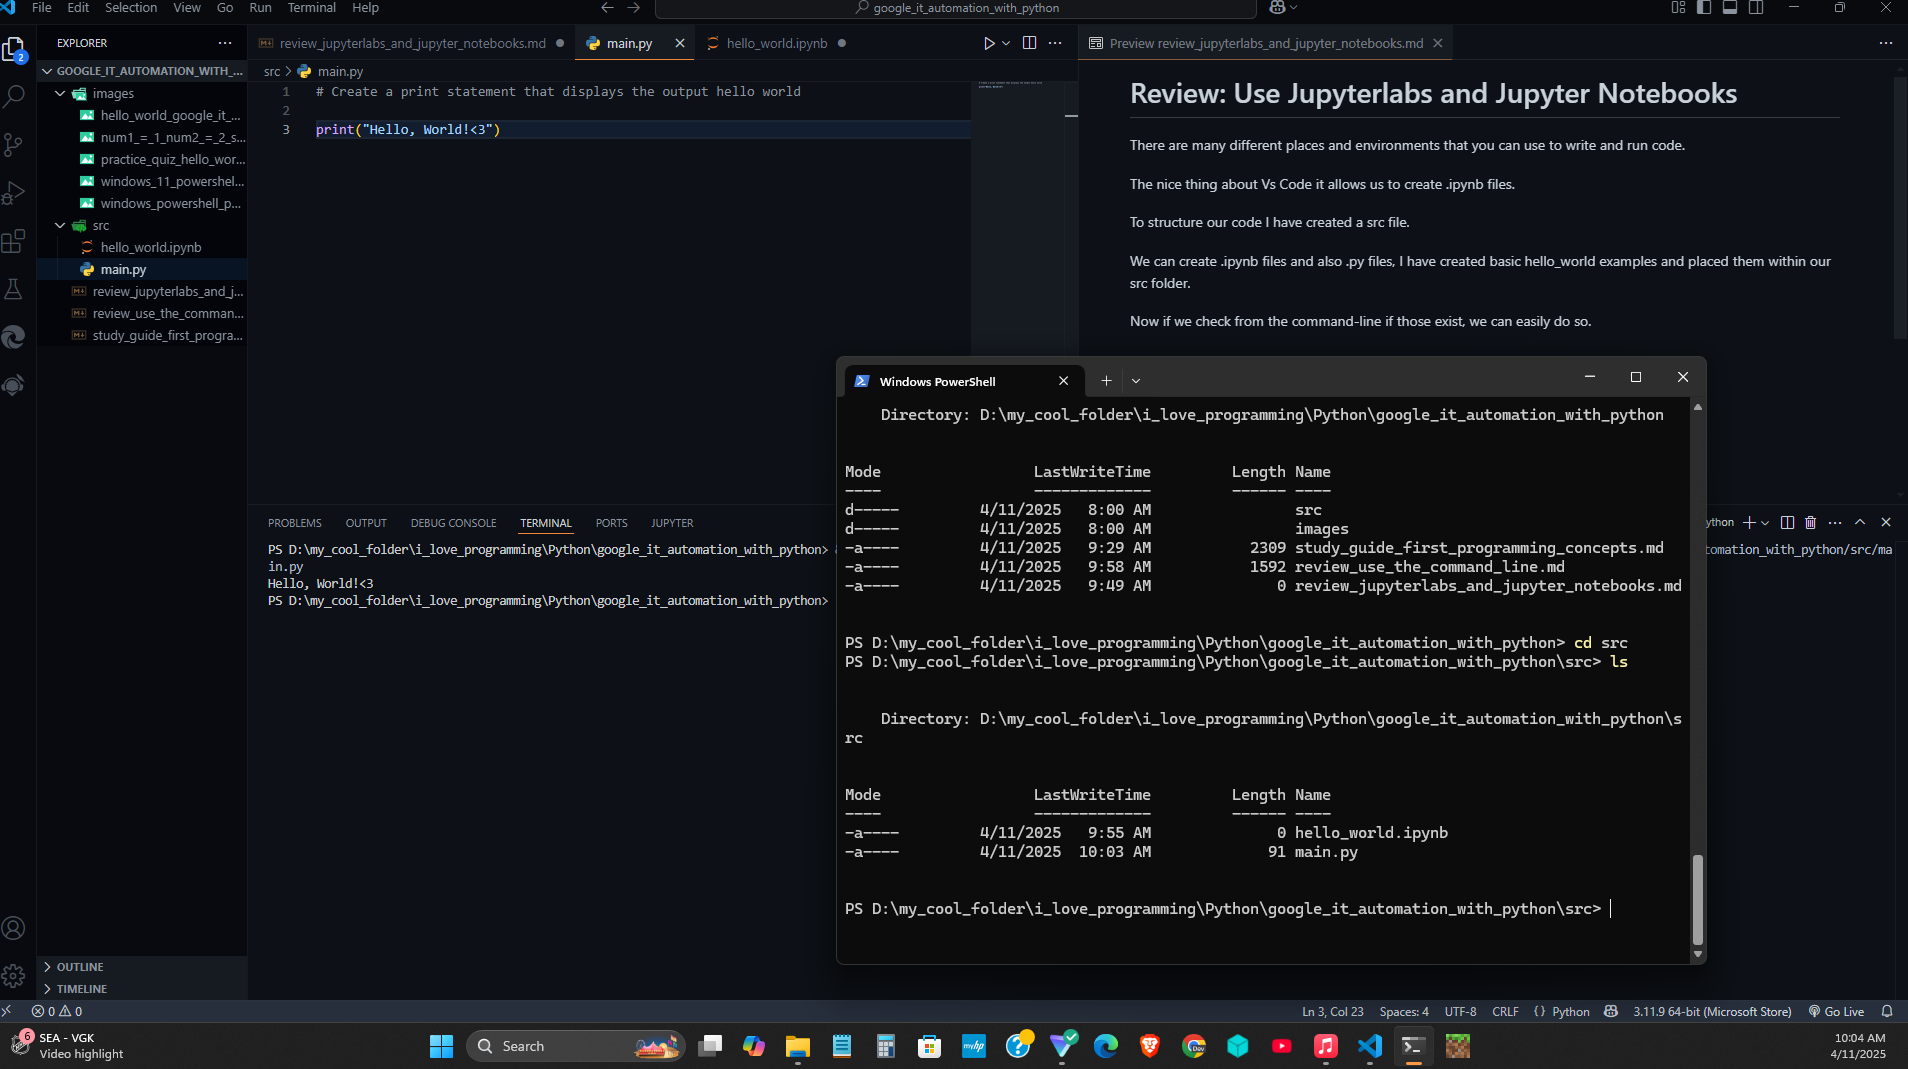 File Edit Selection View Go Run Terminal Help
google_it_automation_with_python
EXPLORER
2
GOOGLE_IT_AUTOMATION_WITH_...
images
hello_world_google_it_...
num1_=_1_num2_=_2_s...
practice_quiz_hello_wor...
windows_11_powershel...
windows_powershell_p...
src
hello_world.ipynb
main.py
review_jupyterlabs_and_j...
review_use_the_comman...
study_guide_first_progra...
OUTLINE
TIMELINE
review_jupyterlabs_and_jupyter_notebooks.md
main.py
hello_world.ipynb
src > main.py
1 # Create a print statement that displays the output hello world
2
3 print("Hello, World!<3")
Preview review_jupyterlabs_and_jupyter_notebooks.md
Review: Use Jupyterlabs and Jupyter Notebooks
There are many different places and environments that you can use to write and run code.
The nice thing about Vs Code it allows us to create .ipynb files.
To structure our code I have created a src file.
We can create .ipynb files and also .py files, I have created basic hello_world examples and placed them within our
src folder.
Now if we check from the command-line if those exist, we can easily do so.
PROBLEMS OUTPUT DEBUG CONSOLE TERMINAL PORTS JUPYTER
ython
PS D:\my_cool_folder\i_love_programming\Python\google_it_automation_with_python>
tomation_with_python/src/ma
in.py
Hello, World!<3
PS D:\my_cool_folder\i_love_programming\Python\google_it_automation_with_python>
Windows PowerShell
Directory: D:\my_cool_folder\i_love_programming\Python\google_it_automation_with_python
Mode LastWriteTime Length Name
---- ------------- ------ ----
d----- 4/11/2025 8:00 AM src
d----- 4/11/2025 8:00 AM images
-a---- 4/11/2025 9:29 AM 2309 study_guide_first_programming_concepts.md
-a---- 4/11/2025 9:58 AM 1592 review_use_the_command_line.md
-a---- 4/11/2025 9:49 AM 0 review_jupyterlabs_and_jupyter_notebooks.md
PS D:\my_cool_folder\i_love_programming\Python\google_it_automation_with_python> cd src
PS D:\my_cool_folder\i_love_programming\Python\google_it_automation_with_python\src> ls
Directory: D:\my_cool_folder\i_love_programming\Python\google_it_automation_with_python\s
rc
Mode LastWriteTime Length Name
---- ------------- ------ ----
-a---- 4/11/2025 9:55 AM 0 hello_world.ipynb
-a---- 4/11/2025 10:03 AM 91 main.py
PS D:\my_cool_folder\i_love_programming\Python\google_it_automation_with_python\src>
0 0
Ln 3, Col 23 Spaces: 4 UTF-8 CRLF {} Python 3.11.9 64-bit (Microsoft Store) Go Live
6
SEA - VGK
Video highlight
Search
myhp
Dev
10:04 AM
4/11/2025